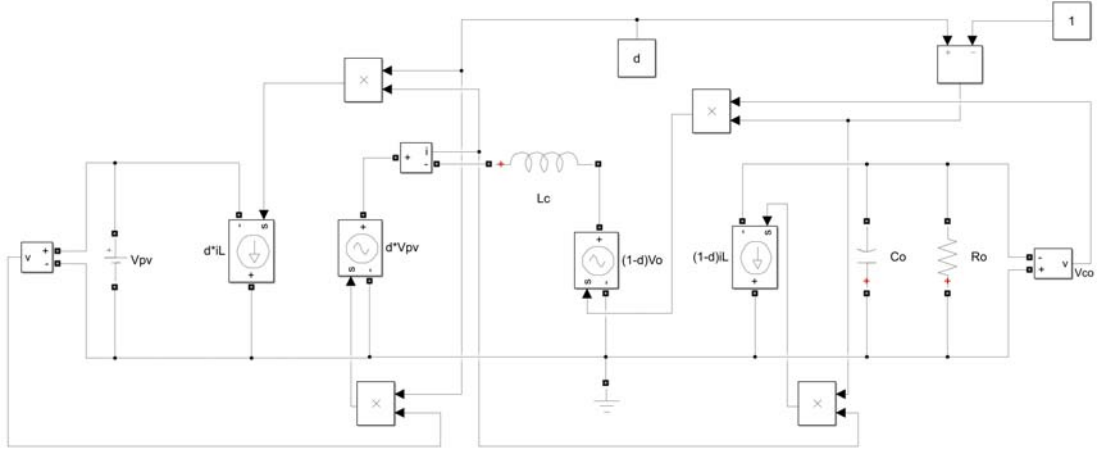 1
d
+
-
×
×
+
i
-
Lc
-
s
d*iL
+
+
d*Vpv
s
-
+
(1-d)Vo
s
-
-
s
(1-d)iL
+
Co
Ro
v
+
-
+
Vpv
-
+
v
Vco
×
×